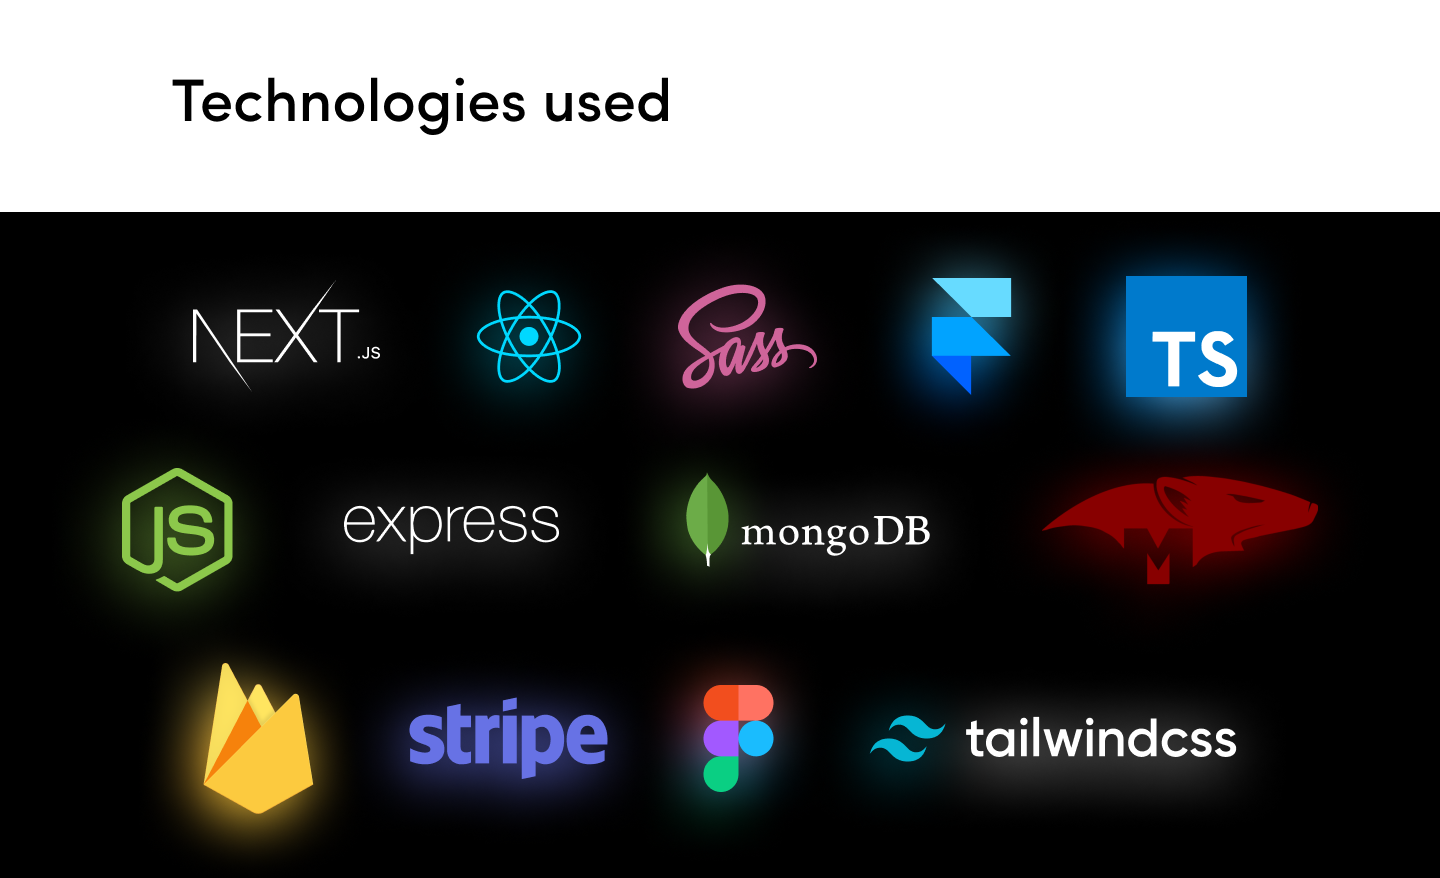 Technologies used
NEXT.JS
Sass
TS
JS
express
mongoDB
M
stripe
tailwindcss